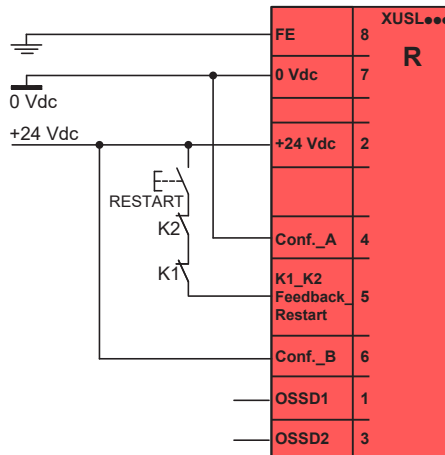 XUSL●●●
R
FE 8
0 Vdc 7
0 Vdc
+24 Vdc
+24 Vdc 2
RESTART
K2
Conf._A 4
K1
K1_K2
Feedback_ 5
Restart
Conf._B 6
OSSD1 1
OSSD2 3